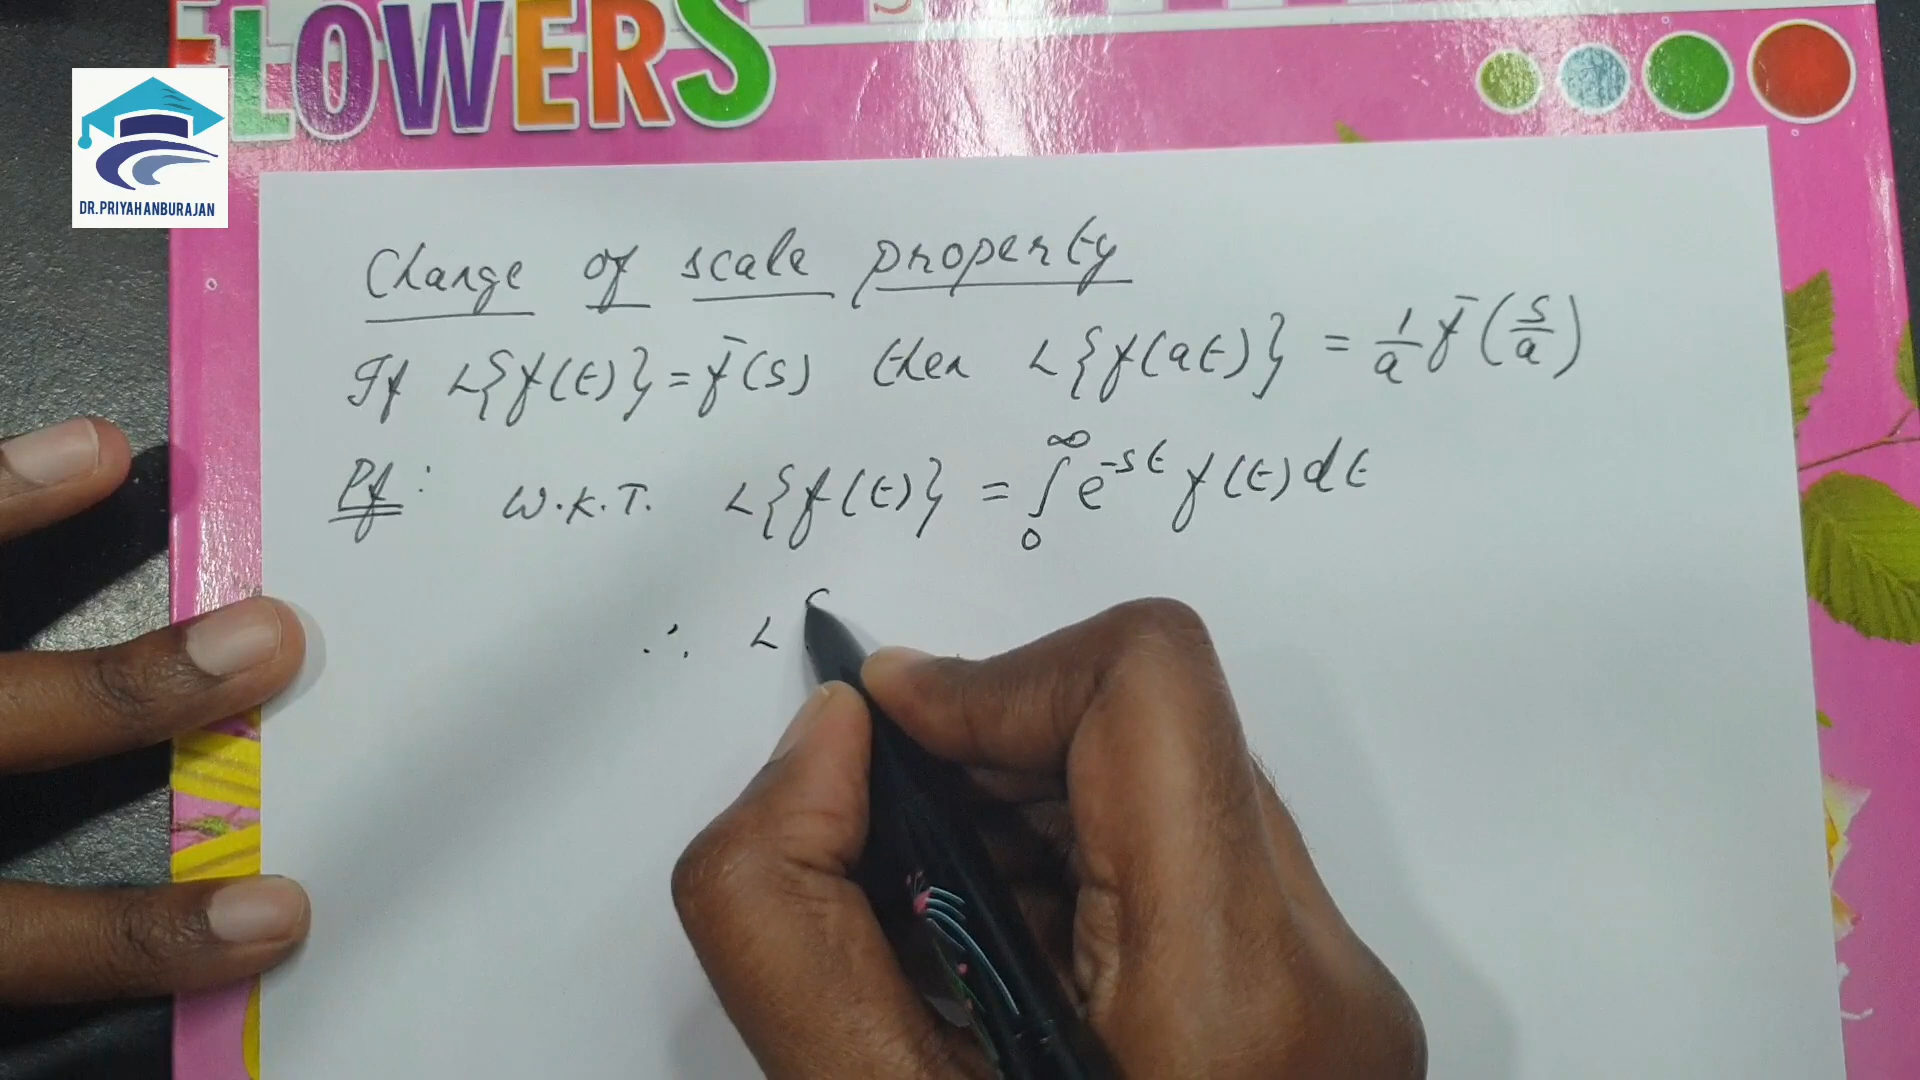 FLOWERS
DR.PRIYAHANBURAJAN
Change of scale property
If L{f(t)} = f̄(s) then L{f(at)} = 1/a f̄(s/a)
Pf : W.K.T. L{f(t)} = ∫₀^∞ e^-st f(t) dt
∴ L {